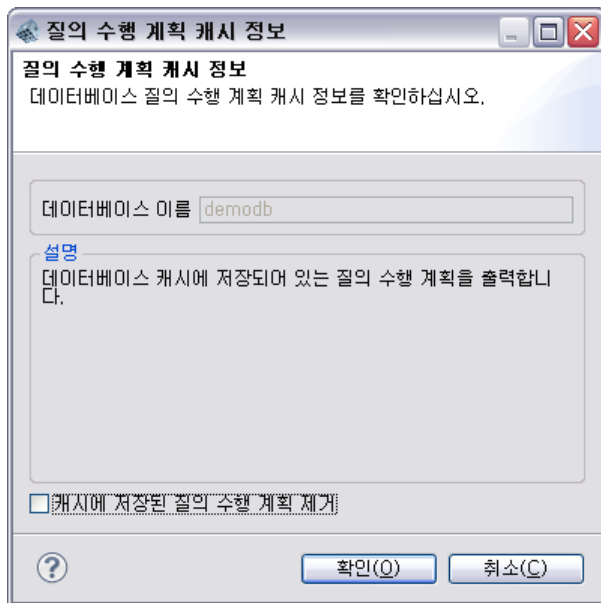 질의 수행 계획 캐시 정보
질의 수행 계획 캐시 정보
데이터베이스 질의 수행 계획 캐시 정보를 확인하십시오.
데이터베이스 이름 demodb
설명
데이터베이스 캐시에 저장되어 있는 질의 수행 계획을 출력합니
다.
캐시에 저장된 질의 수행 계획 제거
?
확인(O) 취소(C)